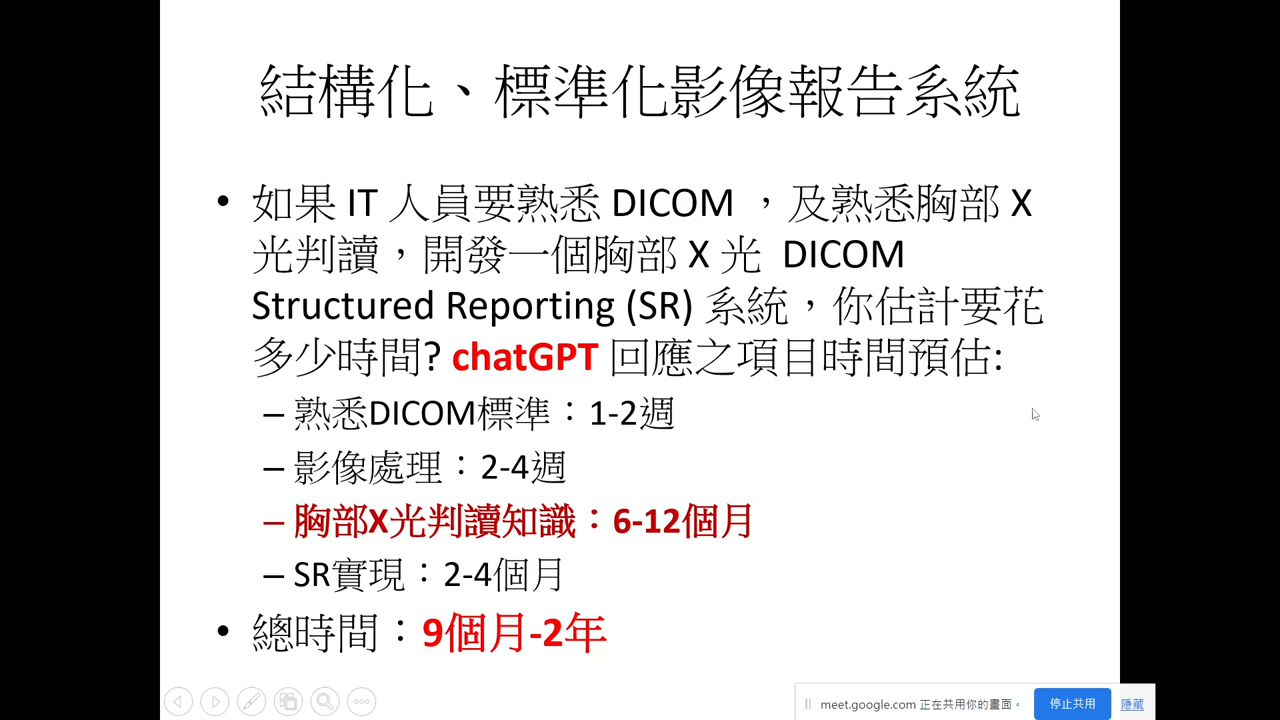 結構化、標準化影像報告系統
• 如果 IT 人員要熟悉 DICOM ，及熟悉胸部 X
光判讀，開發一個胸部 X 光 DICOM
Structured Reporting (SR) 系統，你估計要花
多少時間? chatGPT 回應之項目時間預估:
– 熟悉DICOM標準：1-2週
– 影像處理：2-4週
– 胸部X光判讀知識：6-12個月
– SR實現：2-4個月
• 總時間：9個月-2年
meet.google.com 正在共用你的畫面。 停止共用 隱藏